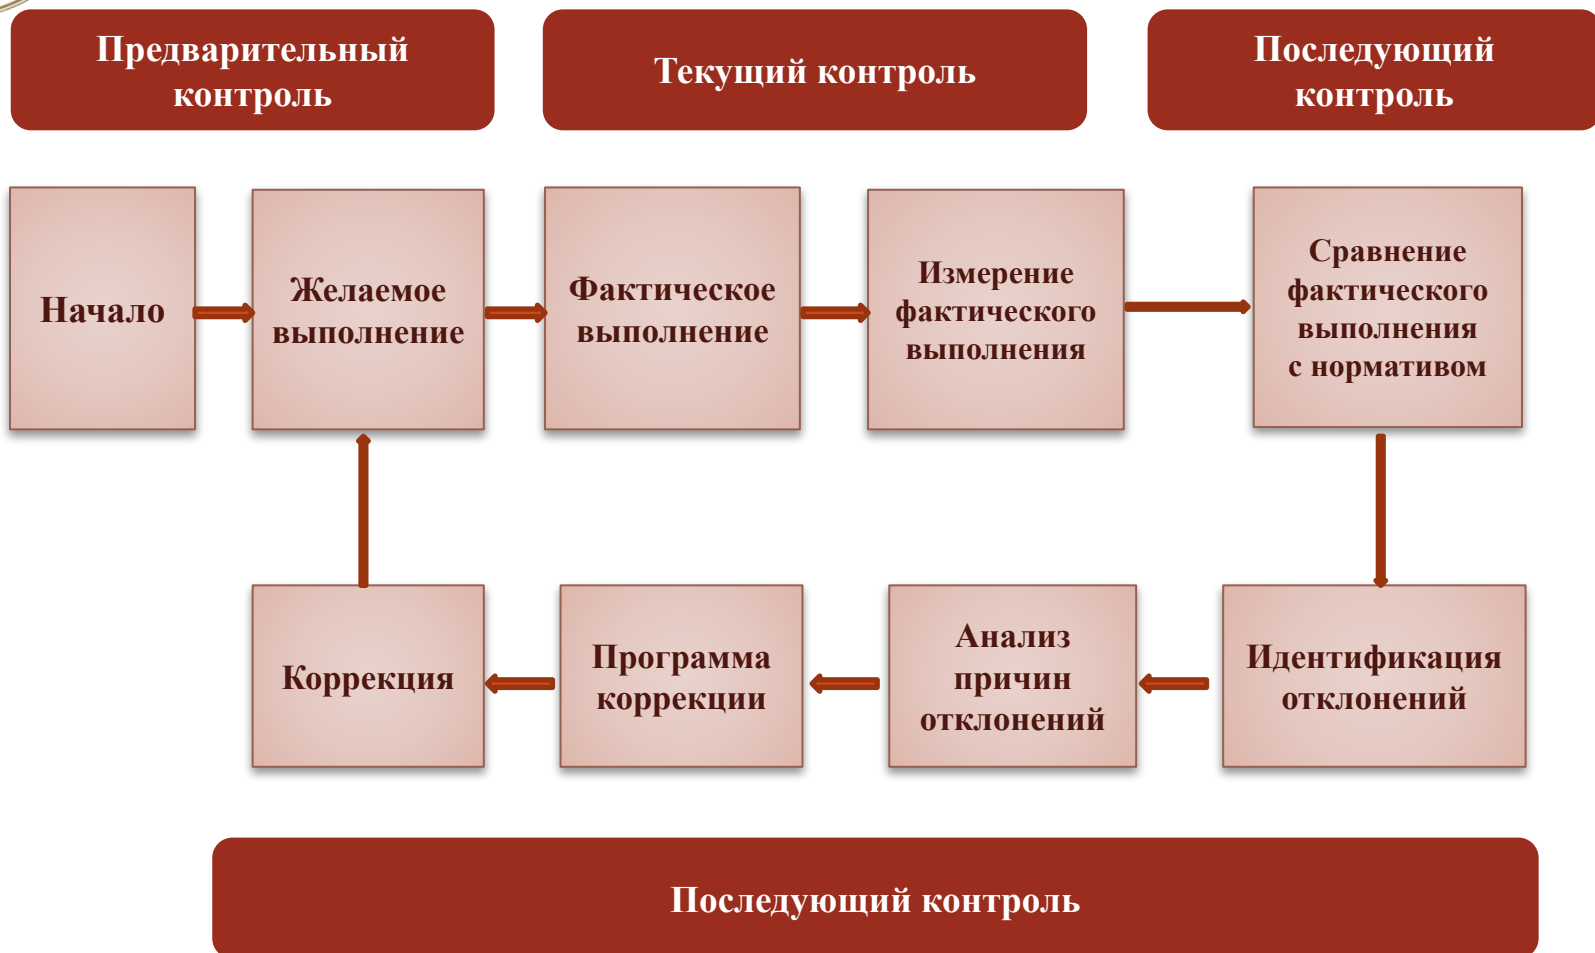 Предварительный
контроль
Текущий контроль
Последующий
контроль
Начало
Желаемое
выполнение
Фактическое
выполнение
Измерение
фактического
выполнения
Сравнение
фактического
выполнения
с нормативом
Коррекция
Программа
коррекции
Анализ
причин
отклонений
Идентификация
отклонений
Последующий контроль